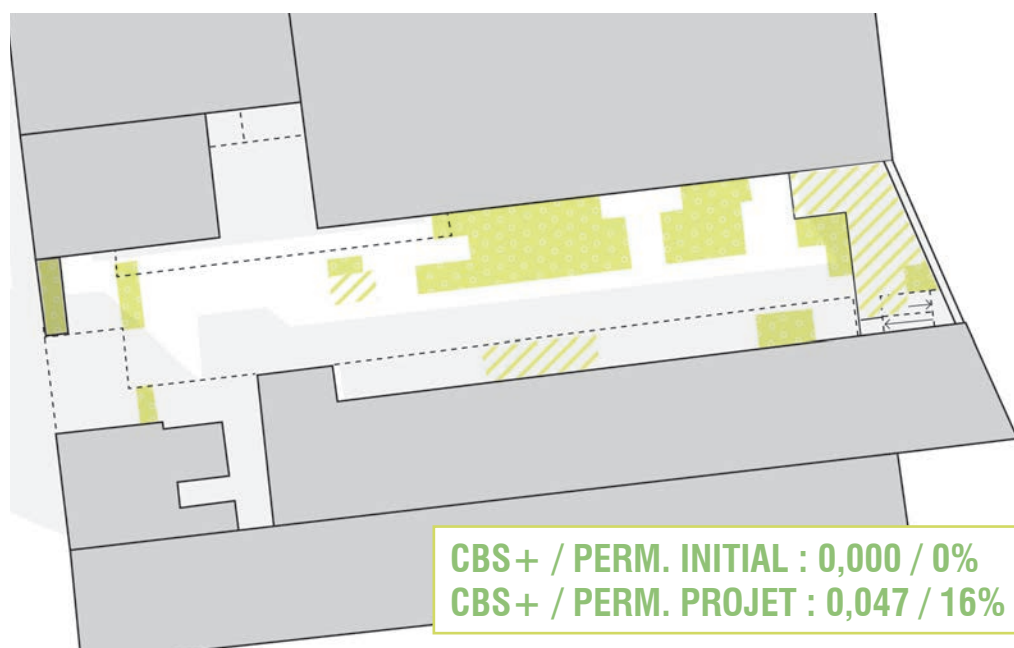 CBS+ / PERM. INITIAL : 0,000 / 0%
CBS+ / PERM. PROJET : 0,047 / 16%